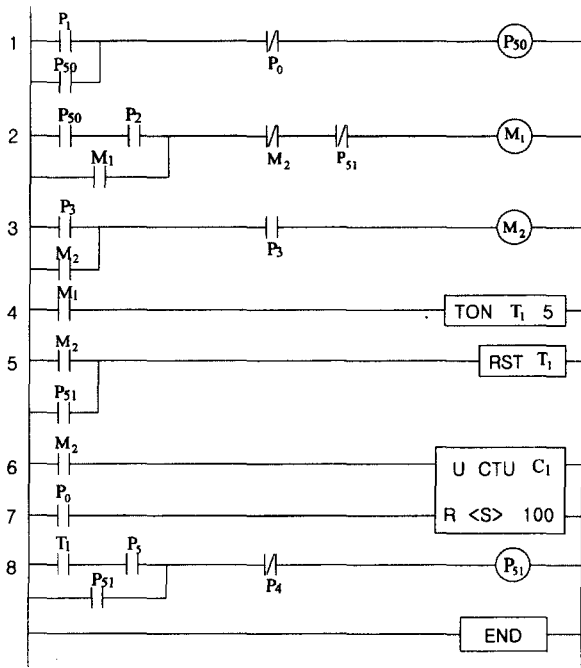 P1
1 P50
P50 P0
P50 P2
2 M1
M1 M2 P51
P3
3 M2
M2 P3
M1
4 TON T1 5
M2
5 RST T1
P51
M2
6 U CTU C1
P0
7 R <S> 100
T1 P5
8 P51
P51 P4
END